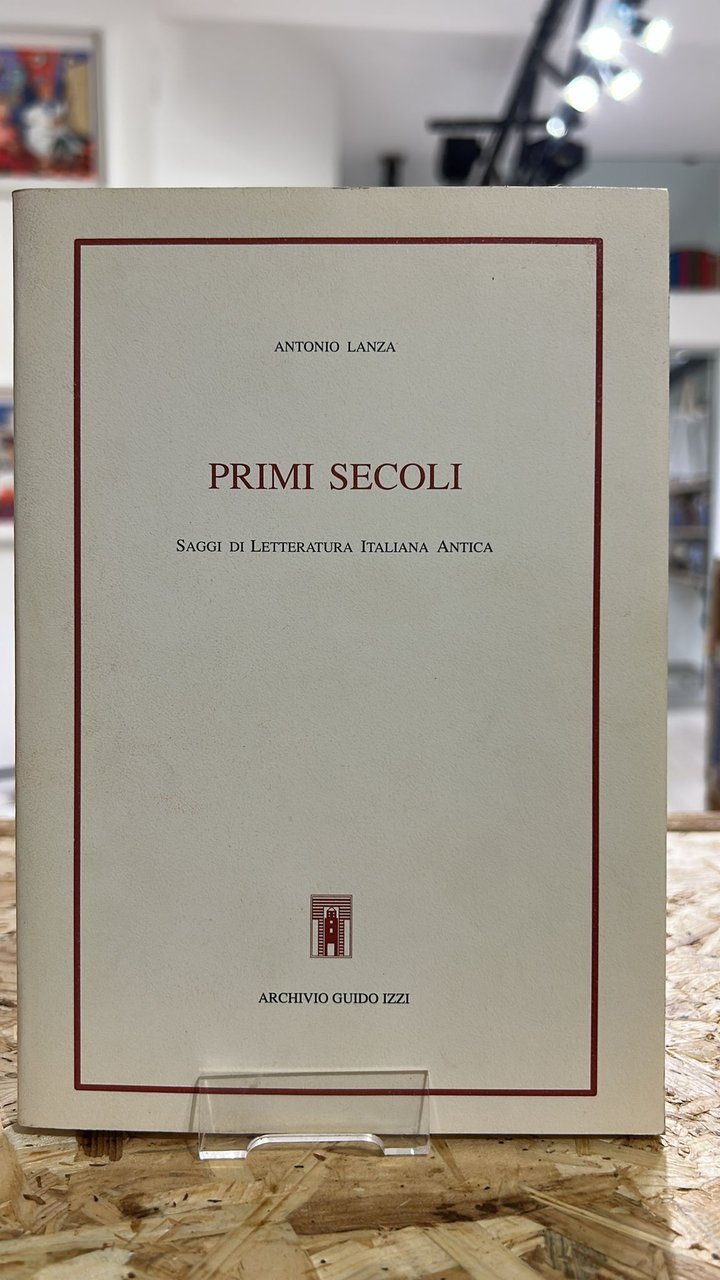 ANTONIO LANZA
PRIMI SECOLI
SAGGI DI LETTERATURA ITALIANA ANTICA
ARCHIVIO GUIDO IZZI